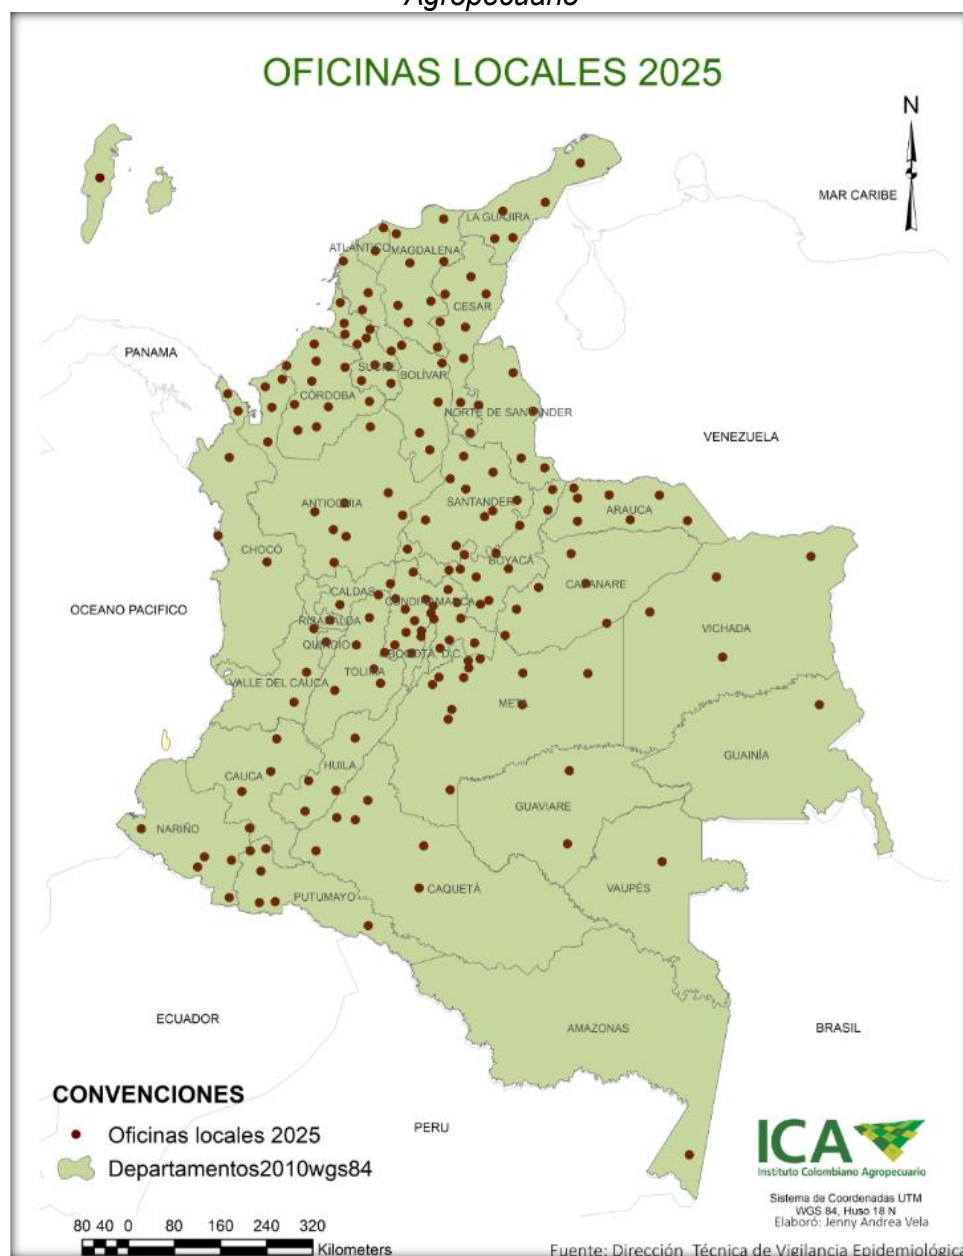 Agropecuario
OFICINAS LOCALES 2025
N
MAR CARIBE
LA GUAJIRA
ATLÁNTICO
MAGDALENA
CESAR
PANAMA
SUCRE
BOLÍVAR
CÓRDOBA
NORTE DE SANTANDER
VENEZUELA
ANTIOQUIA
SANTANDER
ARAUCA
CHOCÓ
BOYACÁ
CASANARE
CALDAS
CUNDINAMARCA
OCEANO PACIFICO
RISARALDA
VICHADA
QUINDIO
BOGOTÁ, D.C.
TOLIMA
VALLE DEL CAUCA
META
GUAINÍA
HUILA
CAUCA
GUAVIARE
NARIÑO
CAQUETÁ
VAUPÉS
PUTUMAYO
ECUADOR
AMAZONAS
BRASIL
CONVENCIONES
PERU
Oficinas locales 2025
Departamentos2010wgs84
ICA
Instituto Colombiano Agropecuario
Sistema de Coordenadas UTM
WGS 84, Huso 18 N
Elaboró: Jenny Andrea Vela
80 40 0 80 160 240 320
Kilometers
Fuente: Dirección Técnica de Vigilancia Epidemiológica